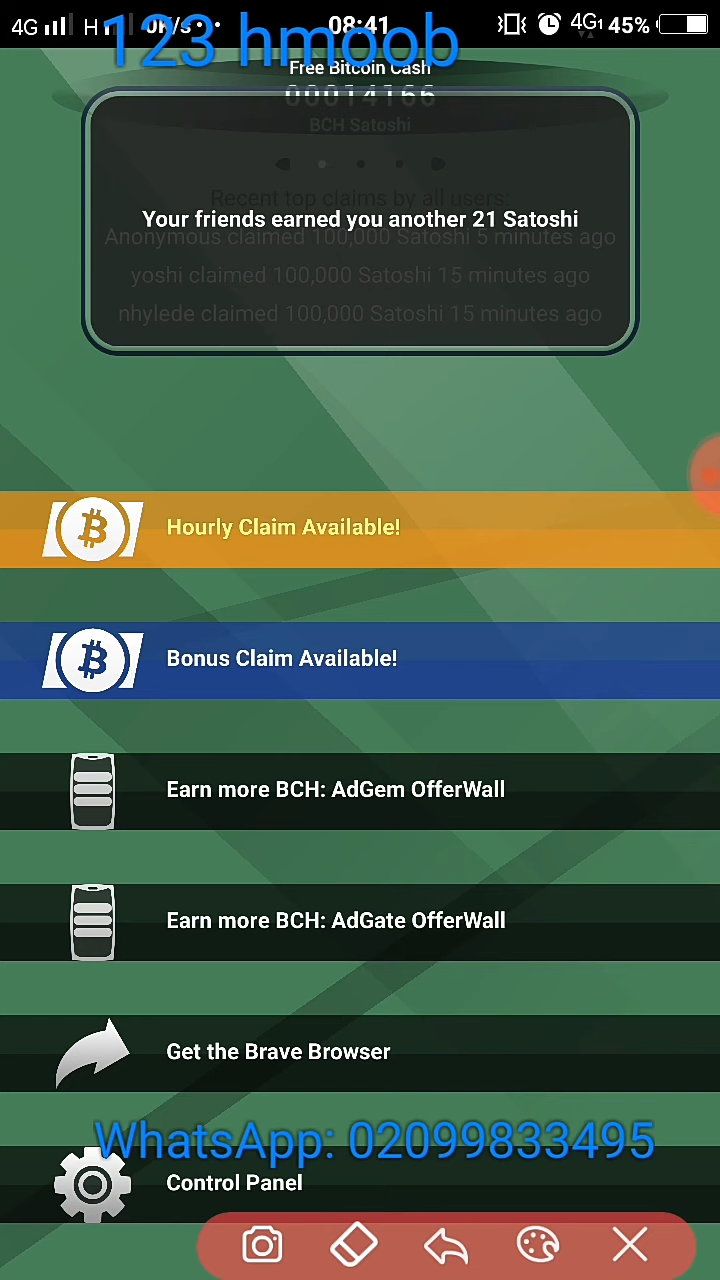 4G H 0K/s 08:41 4G1 45%
123 hmoob
Free Bitcoin Cash
00014166
BCH Satoshi
Recent top claims by all users:
Your friends earned you another 21 Satoshi
Anonymous claimed 100,000 Satoshi 5 minutes ago
yoshi claimed 100,000 Satoshi 15 minutes ago
nhylede claimed 100,000 Satoshi 15 minutes ago
Hourly Claim Available!
Bonus Claim Available!
Earn more BCH: AdGem OfferWall
Earn more BCH: AdGate OfferWall
Get the Brave Browser
WhatsApp: 02099833495
Control Panel